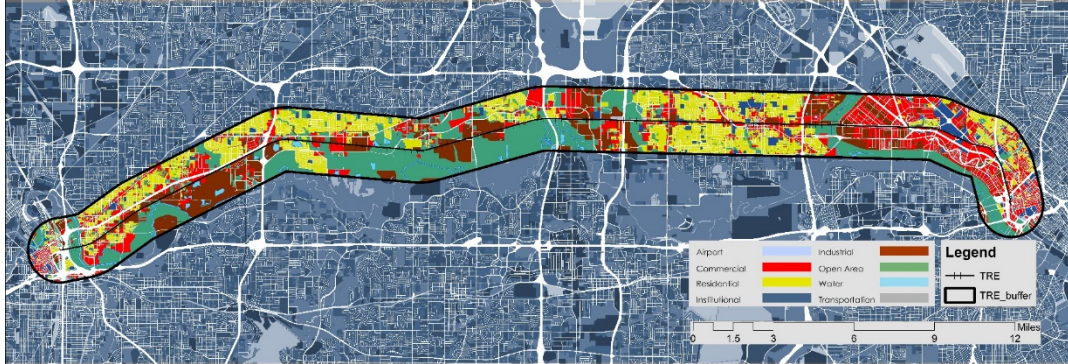 Legend
Airport Industrial
Commercial Open Area
Residential Water
Institutional Transportation
TRE
TRE_buffer
Miles
0 1.5 3 6 9 12